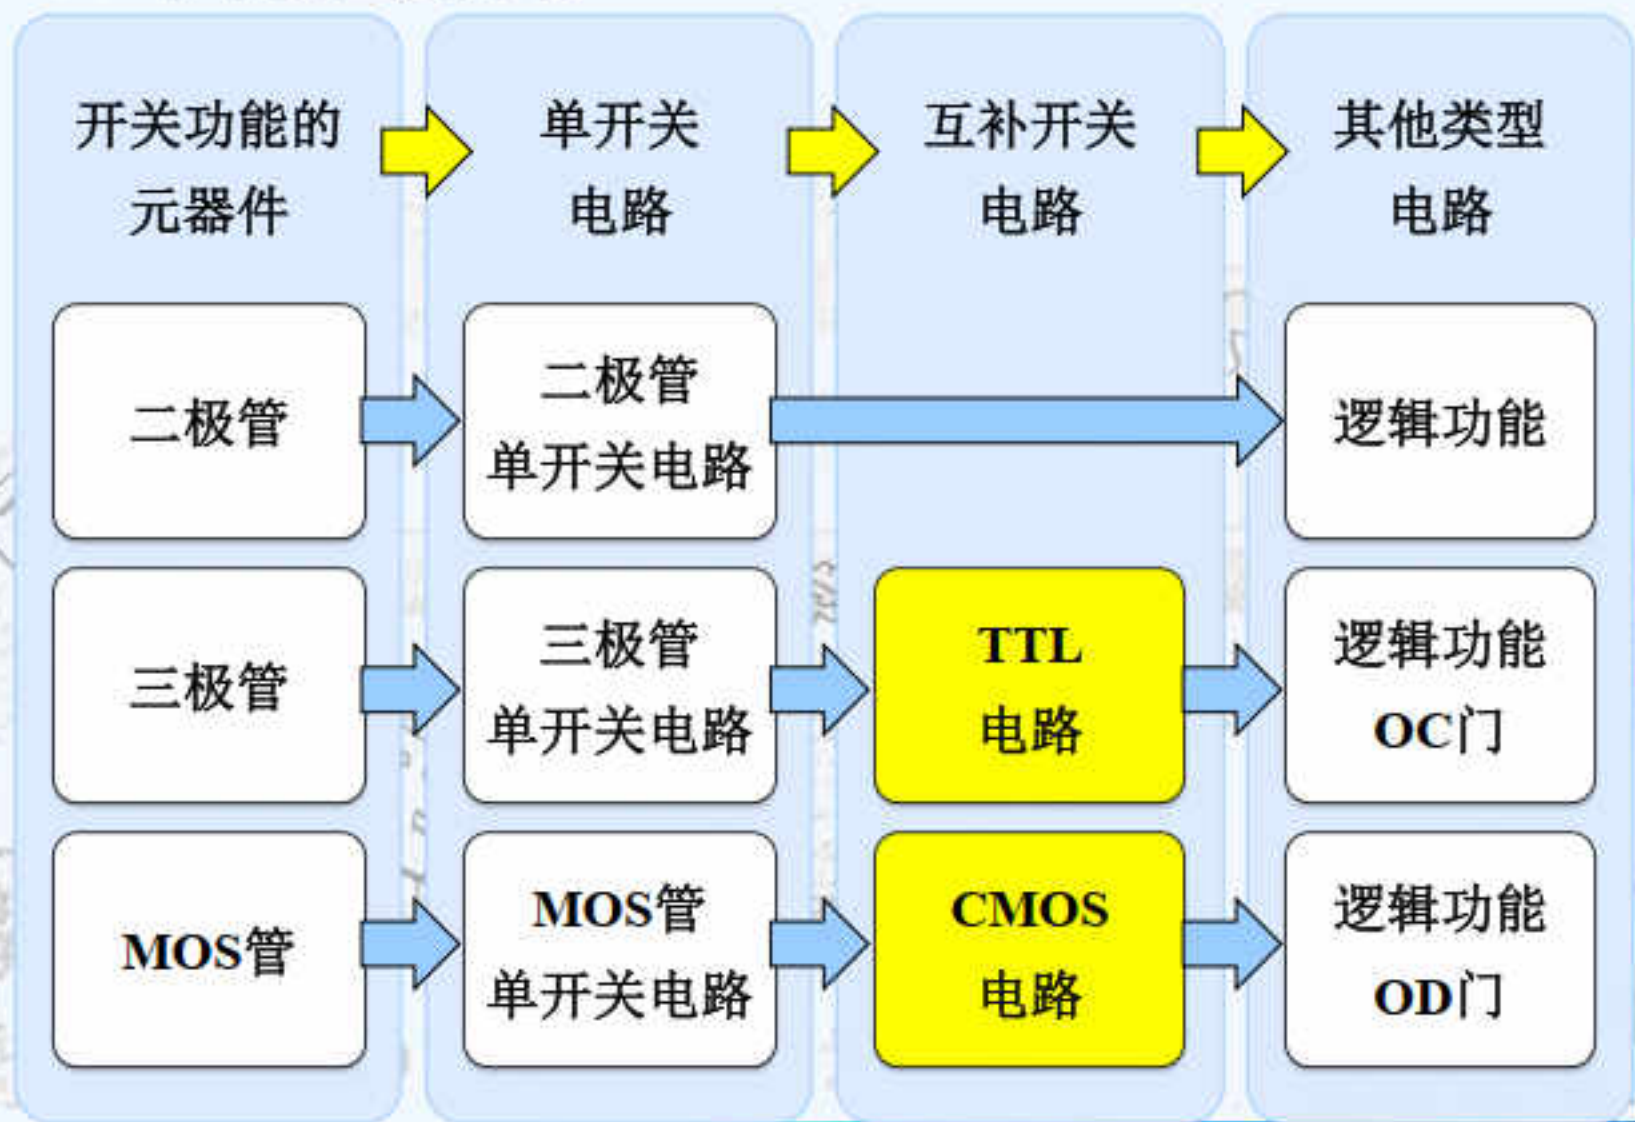 开关功能的
元器件
单开关
电路
互补开关
电路
其他类型
电路
二极管
二极管
单开关电路
逻辑功能
三极管
三极管
单开关电路
TTL
电路
逻辑功能
OC门
MOS管
MOS管
单开关电路
CMOS
电路
逻辑功能
OD门